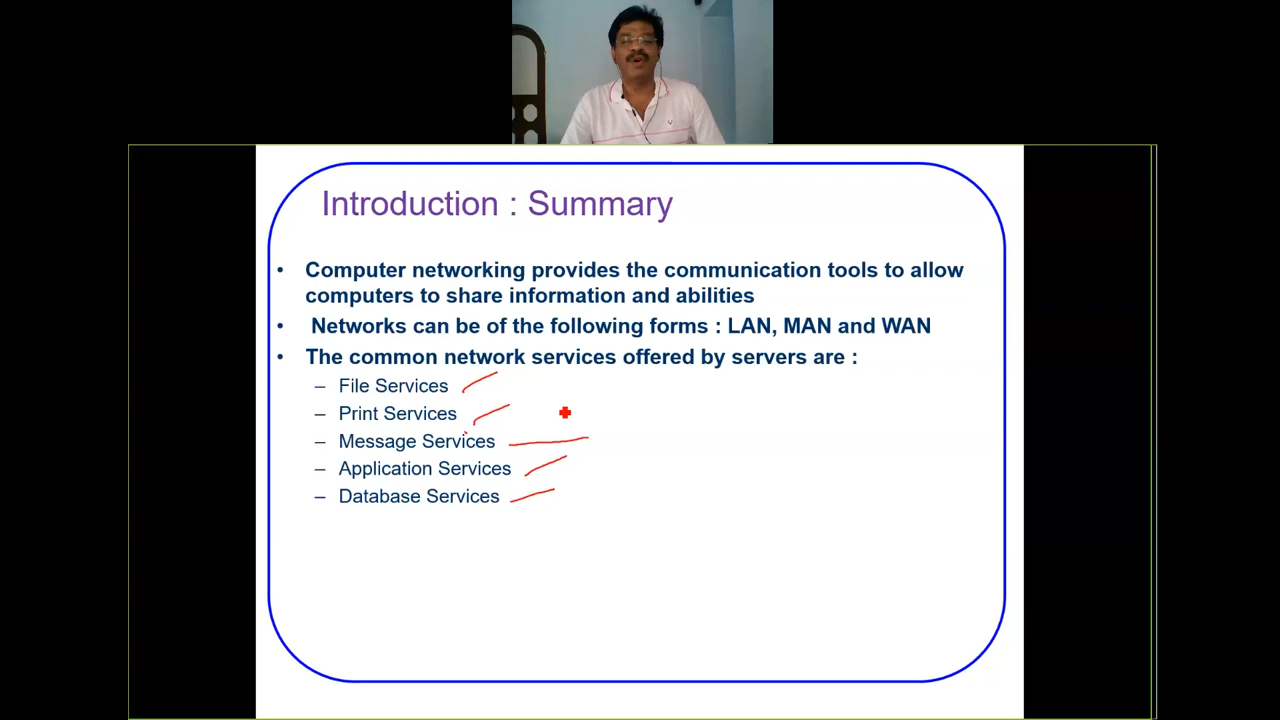 Introduction : Summary
• Computer networking provides the communication tools to allow
computers to share information and abilities
• Networks can be of the following forms : LAN, MAN and WAN
• The common network services offered by servers are :
– File Services
– Print Services
– Message Services
– Application Services
– Database Services